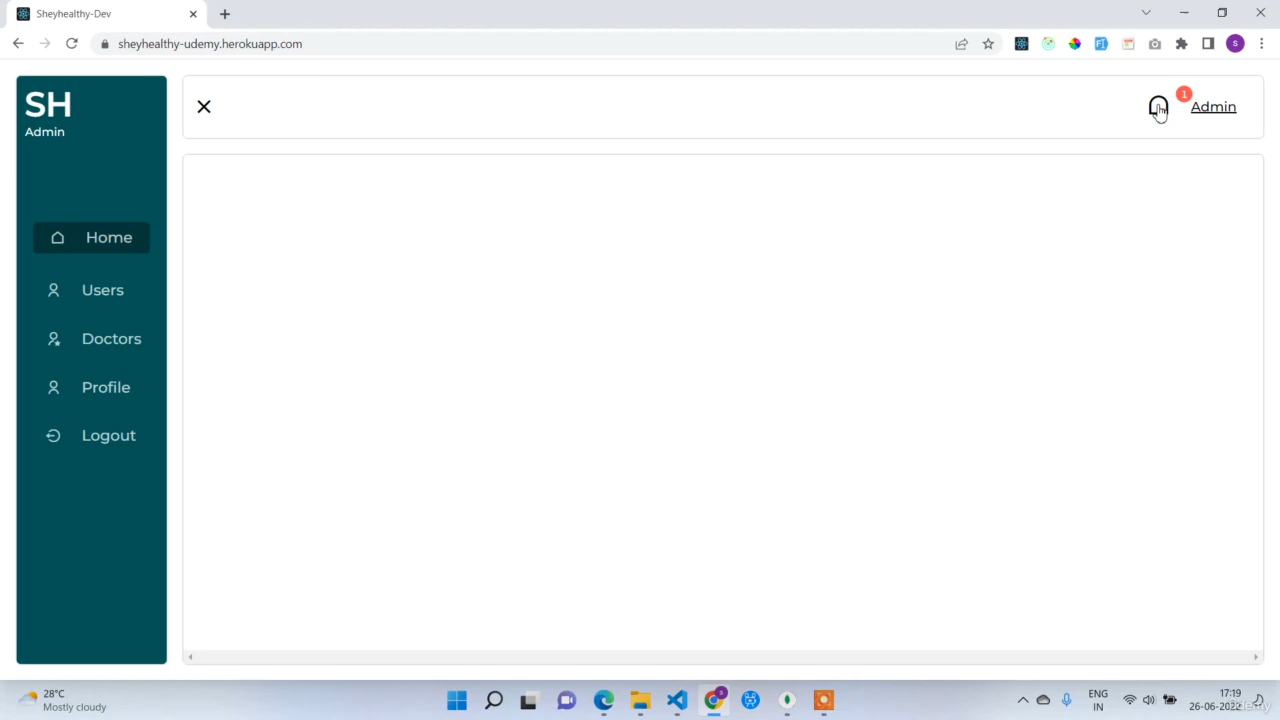 Sheyhealthy-Dev
sheyhealthy-udemy.herokuapp.com
S
SH
Admin
1
Admin
Home
Users
Doctors
Profile
Logout
28°C
Mostly cloudy
S
ENG
IN
17:19
26-06-2022
Udemy